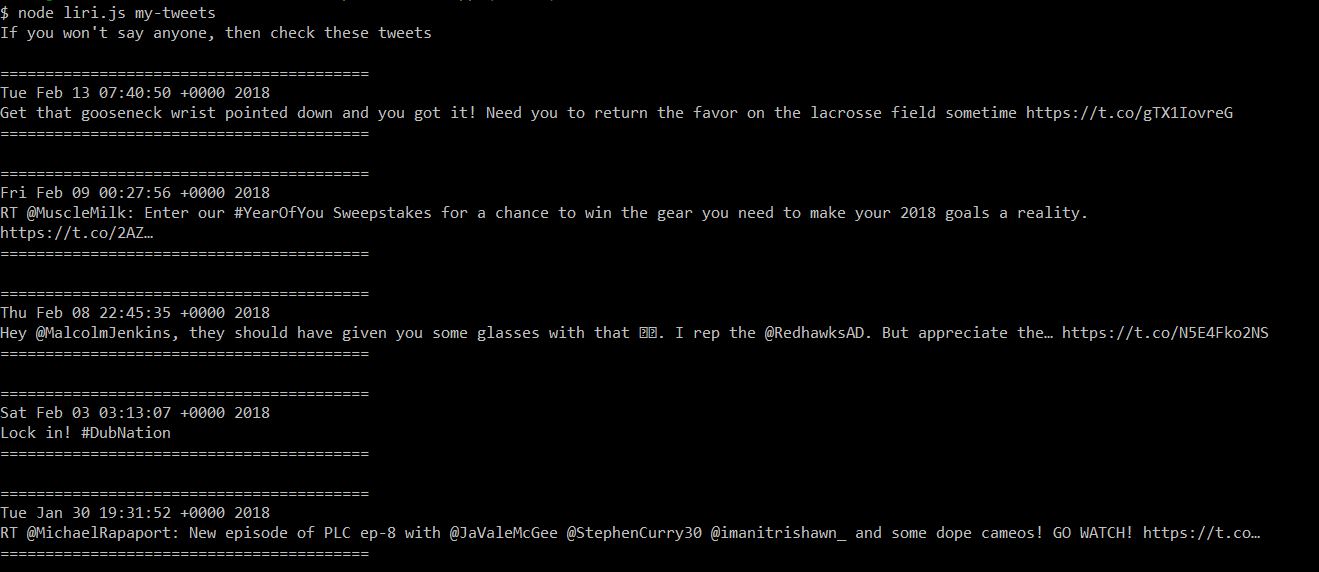 $ node liri.js my-tweets
If you won't say anyone, then check these tweets
=========================================
Tue Feb 13 07:40:50 +0000 2018
Get that gooseneck wrist pointed down and you got it! Need you to return the favor on the lacrosse field sometime https://t.co/gTX1IovreG
=========================================
=========================================
Fri Feb 09 00:27:56 +0000 2018
RT @MuscleMilk: Enter our #YearOfYou Sweepstakes for a chance to win the gear you need to make your 2018 goals a reality.
https://t.co/2AZ…
=========================================
=========================================
Thu Feb 08 22:45:35 +0000 2018
Hey @MalcolmJenkins, they should have given you some glasses with that . I rep the @RedhawksAD. But appreciate the… https://t.co/N5E4Fko2NS
=========================================
=========================================
Sat Feb 03 03:13:07 +0000 2018
Lock in! #DubNation
=========================================
=========================================
Tue Jan 30 19:31:52 +0000 2018
RT @MichaelRapaport: New episode of PLC ep-8 with @JaValeMcGee @StephenCurry30 @imanitrishawn_ and some dope cameos! GO WATCH! https://t.co…
=========================================